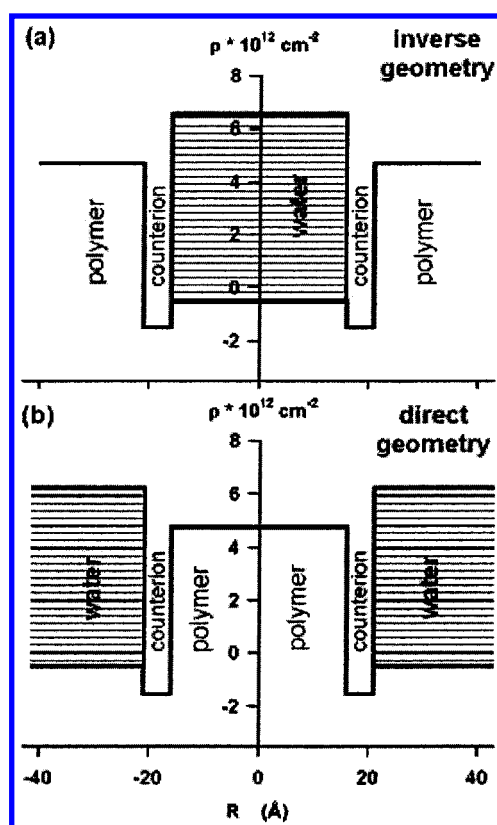 (a)
ρ * 10¹² cm⁻²
inverse
geometry
8
6
4
2
0
-2
polymer
counterion
water
counterion
polymer
(b)
ρ * 10¹² cm⁻²
direct
geometry
8
6
4
2
0
-2
water
counterion
polymer
polymer
counterion
water
-40
-20
0
20
40
R (Å)